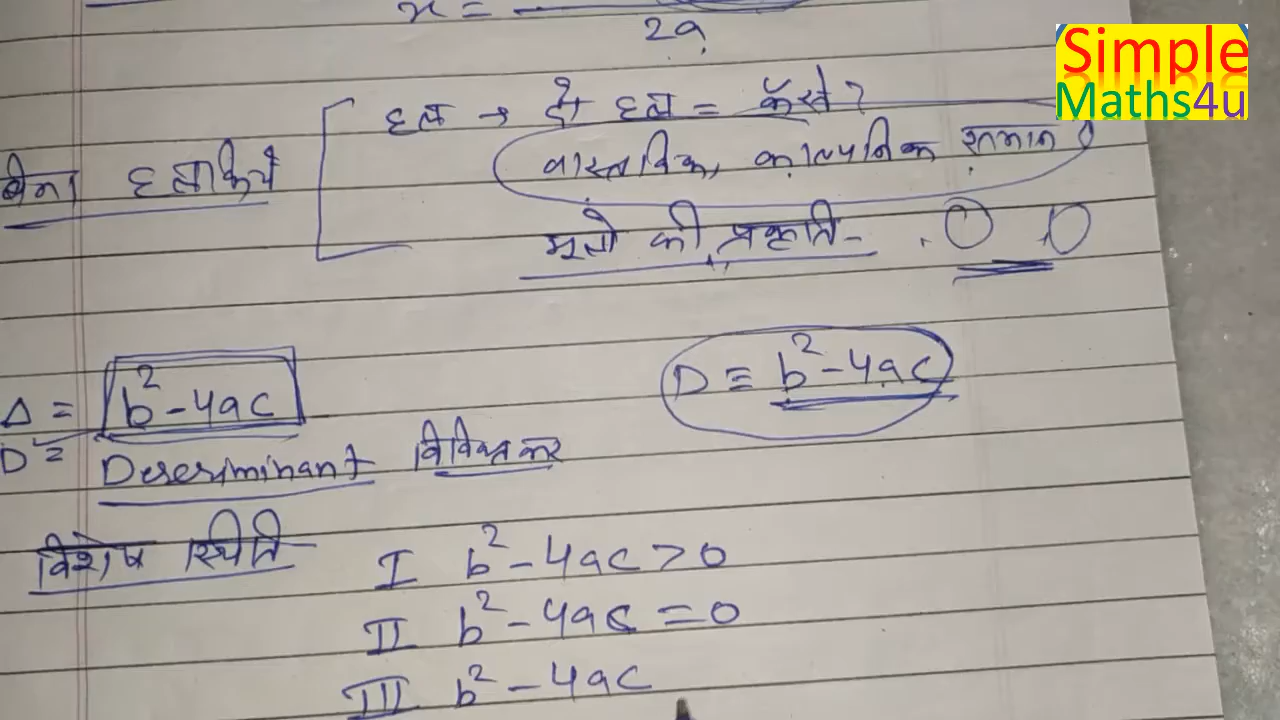 x =
2a
Simple
Maths4u
हल → दो हल = कैसे?
बिना हल किये
वास्तविक, काल्पनिक समान
मूलो की प्रकृति-
Δ = b² - 4ac
D = b² - 4ac
D =
Descriminant विविक्तकर
विशेष स्थिति-
I b² - 4ac > 0
II b² - 4ac = 0
III b² - 4ac